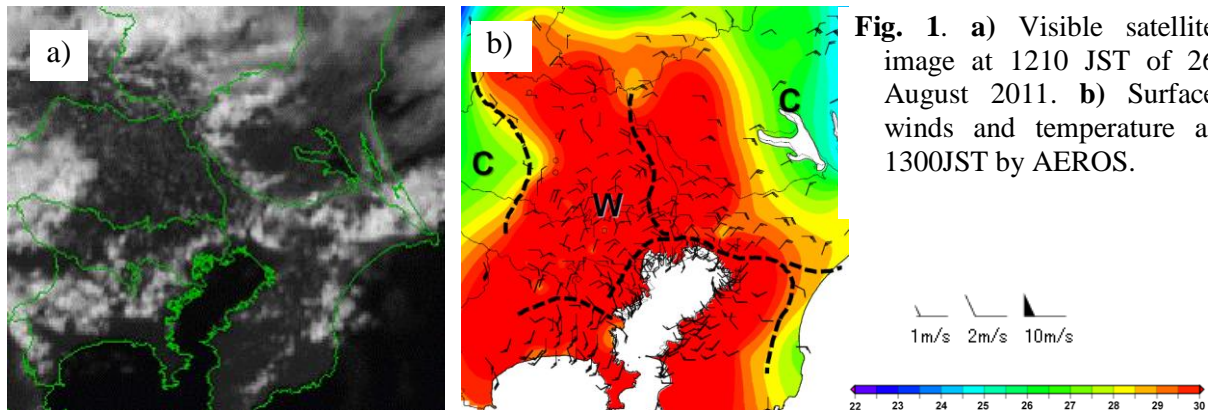 a)
b)
C
C
W
Fig. 1. a) Visible satellite
image at 1210 JST of 26
August 2011. b) Surface
winds and temperature a
1300JST by AEROS.
1m/s 2m/s 10m/s
22 23 24 25 26 27 28 29 30